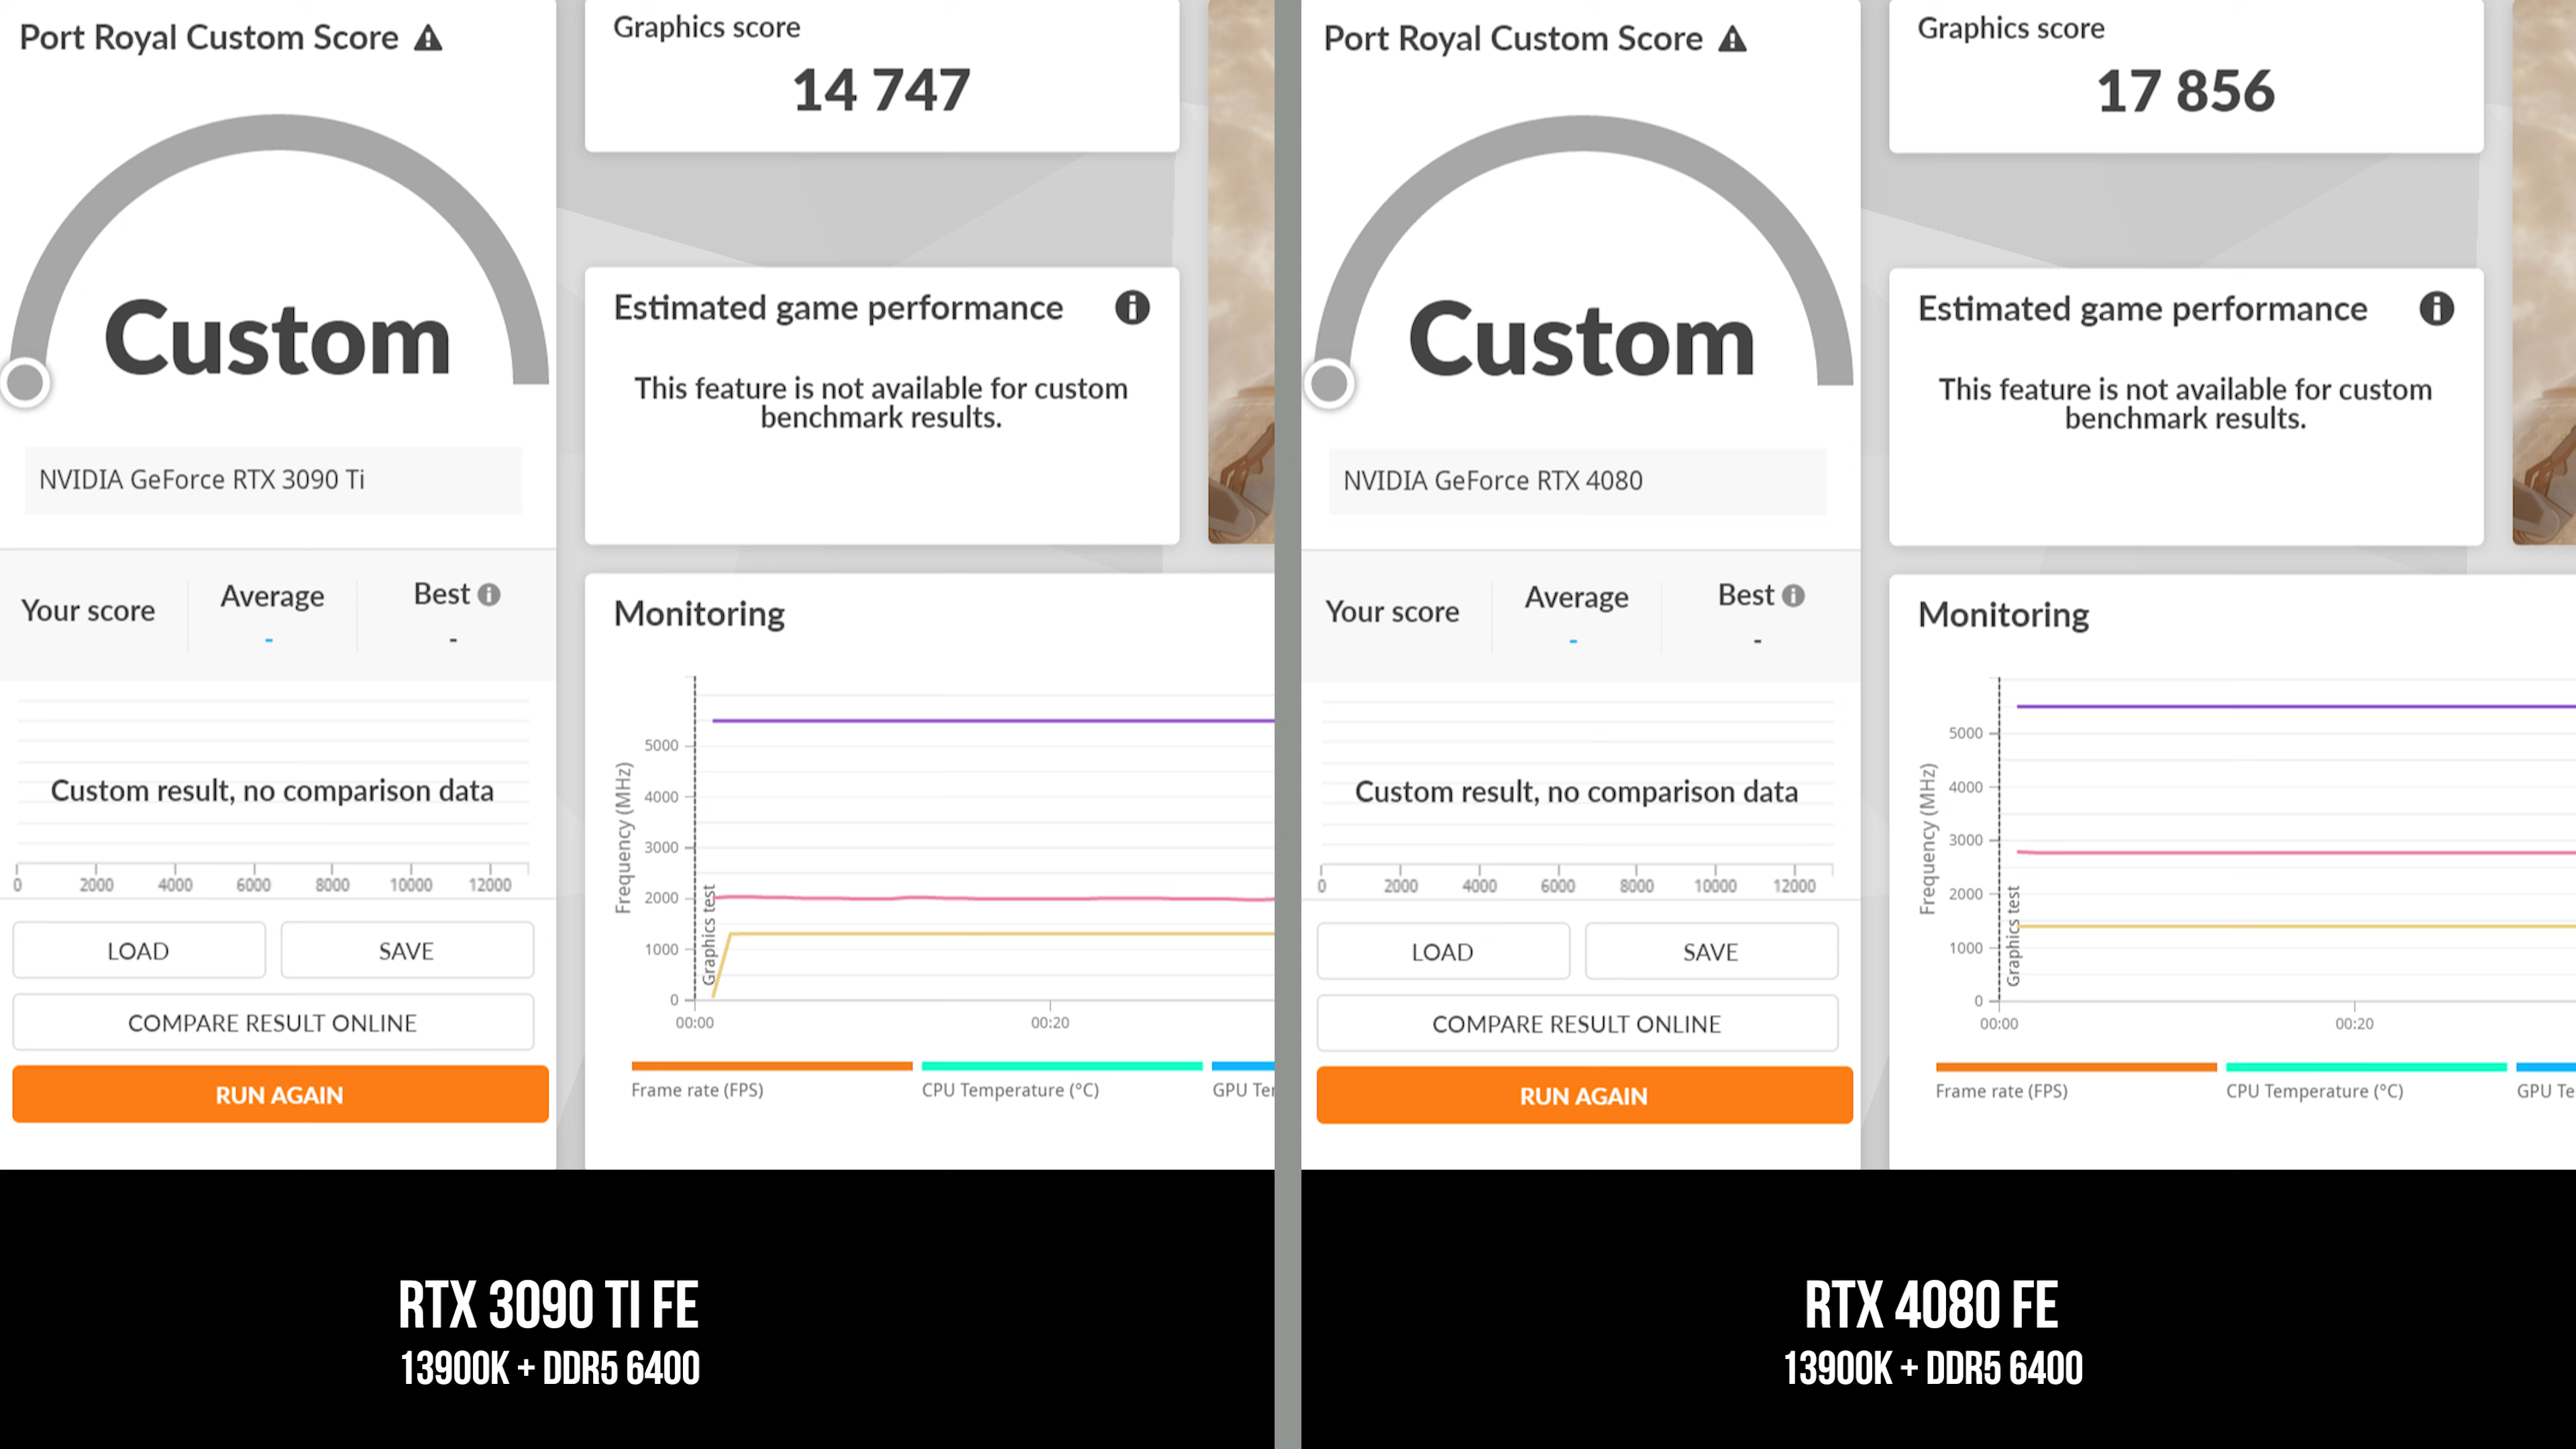 Port Royal Custom Score
Custom
NVIDIA GeForce RTX 3090 Ti
Your score
Average
-
Best
-
Custom result, no comparison data
0 2000 4000 6000 8000 10000 12000
LOAD
SAVE
COMPARE RESULT ONLINE
RUN AGAIN
Graphics score
14 747
Estimated game performance
This feature is not available for custom
benchmark results.
Monitoring
Frequency (MHz)
5000
4000
3000
2000
1000
0
Graphics test
00:00 00:20
Frame rate (FPS)
CPU Temperature (°C)
GPU Te
RTX 3090 TI FE
13900K + DDR5 6400
Port Royal Custom Score
Custom
NVIDIA GeForce RTX 4080
Your score
Average
-
Best
-
Custom result, no comparison data
0 2000 4000 6000 8000 10000 12000
LOAD
SAVE
COMPARE RESULT ONLINE
RUN AGAIN
Graphics score
17 856
Estimated game performance
This feature is not available for custom
benchmark results.
Monitoring
Frequency (MHz)
5000
4000
3000
2000
1000
0
Graphics test
00:00 00:20
Frame rate (FPS)
CPU Temperature (°C)
GPU Te
RTX 4080 FE
13900K + DDR5 6400